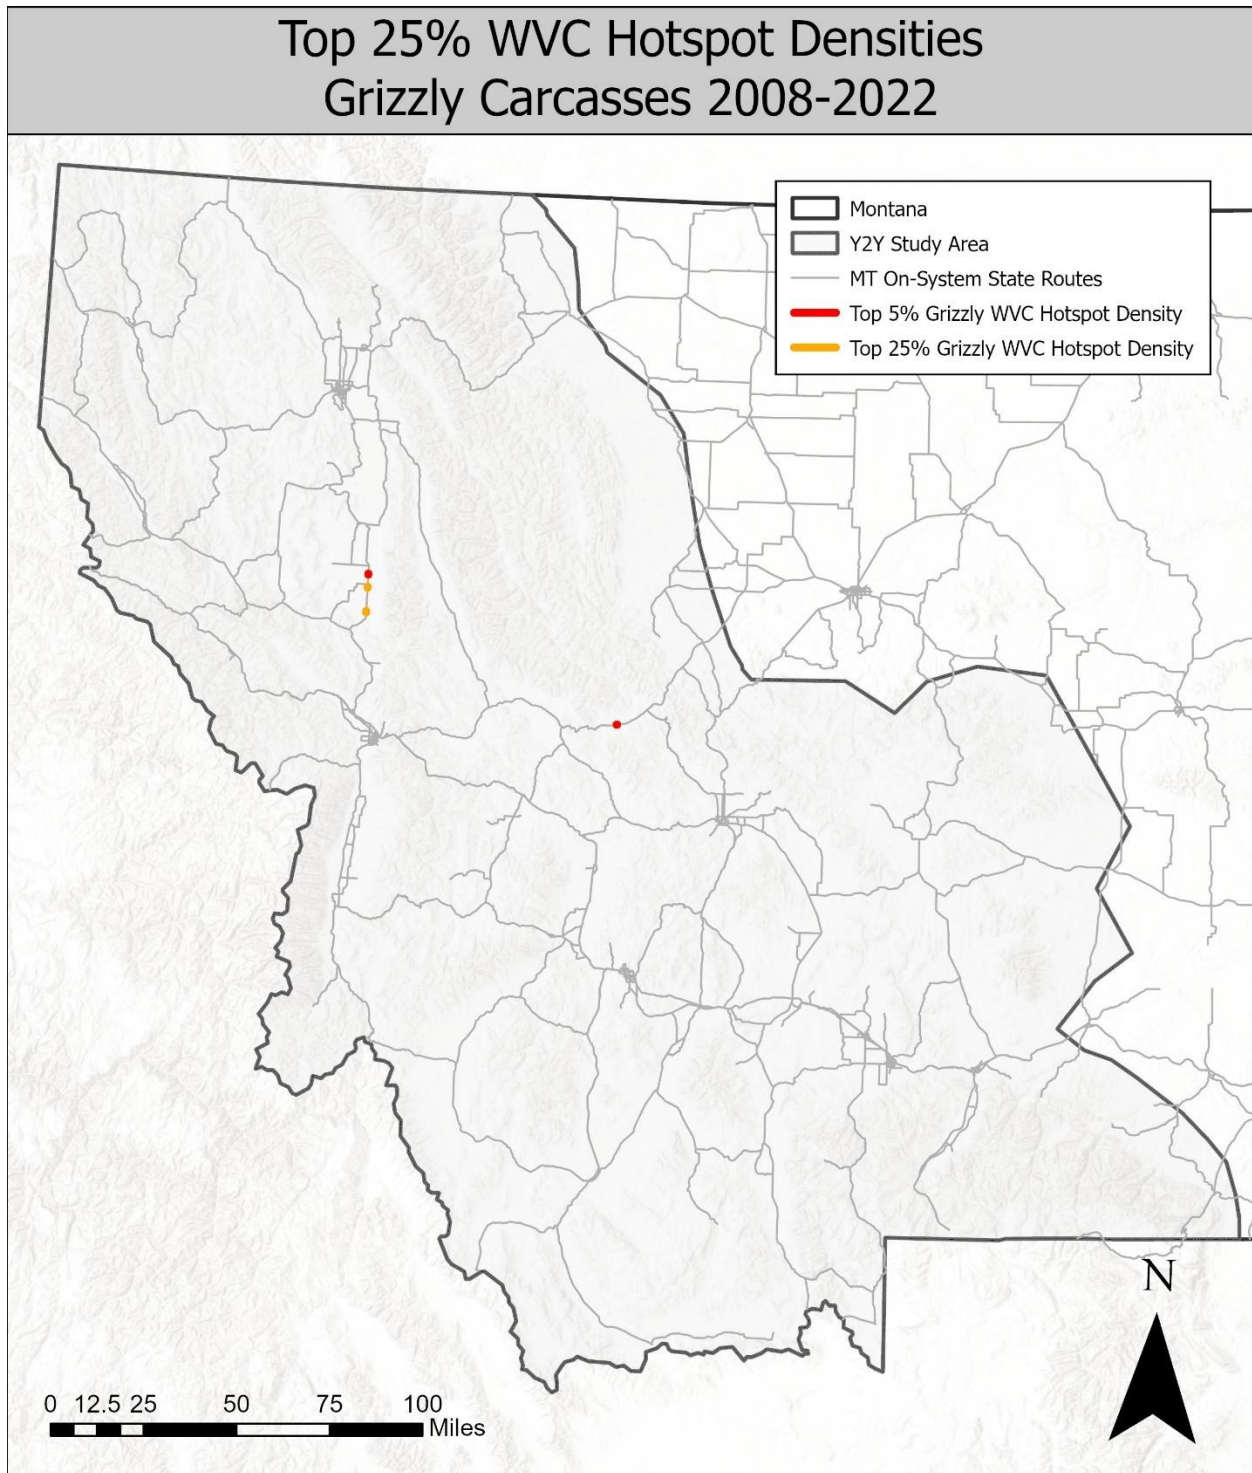 Top 25% WVC Hotspot Densities
Grizzly Carcasses 2008-2022
Montana
Y2Y Study Area
MT On-System State Routes
Top 5% Grizzly WVC Hotspot Density
Top 25% Grizzly WVC Hotspot Density
N
0 12.5 25 50 75 100
Miles